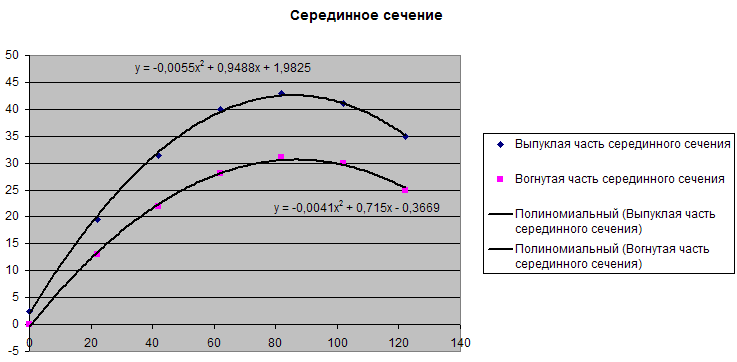 Серединное сечение
y = -0,0055x² + 0,9488x + 1,9825
y = -0,0041x² + 0,715x - 0,3669
50
45
40
35
30
25
20
15
10
5
0
-5
0 20 40 60 80 100 120 140
Выпуклая часть серединного сечения
Вогнутая часть серединного сечения
Полиномиальный (Выпуклая часть
серединного сечения)
Полиномиальный (Вогнутая часть
серединного сечения)